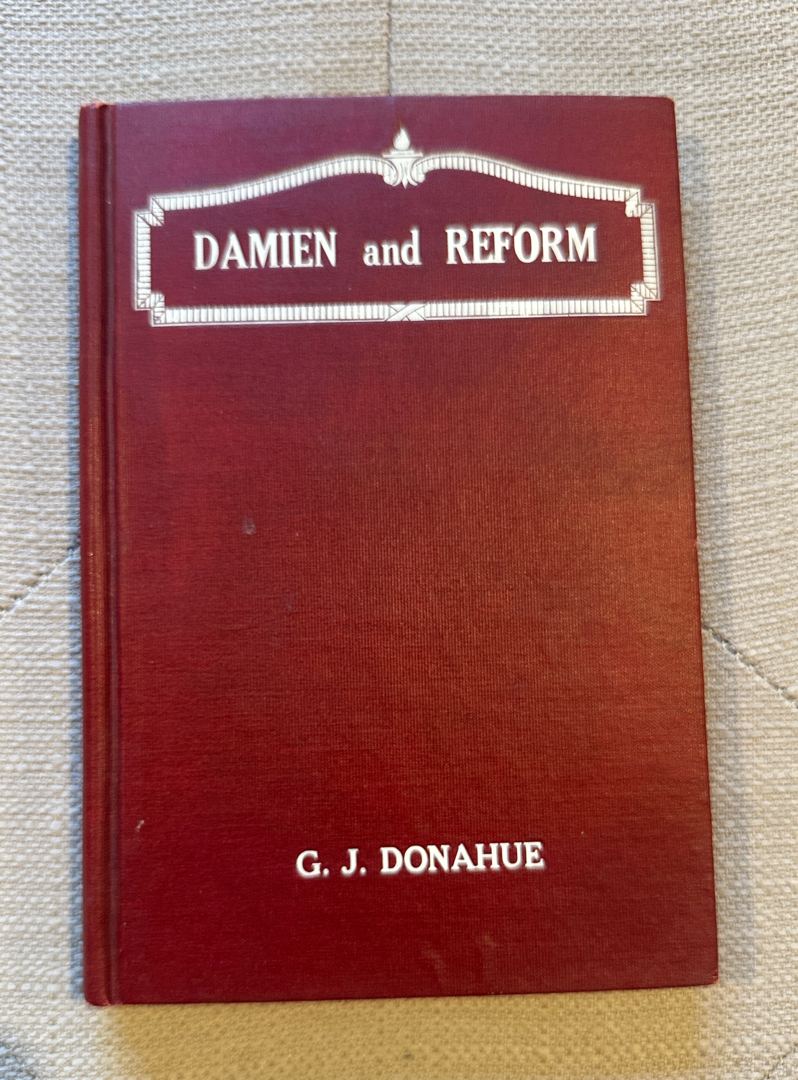 DAMIEN and REFORM
G. J. DONAHUE